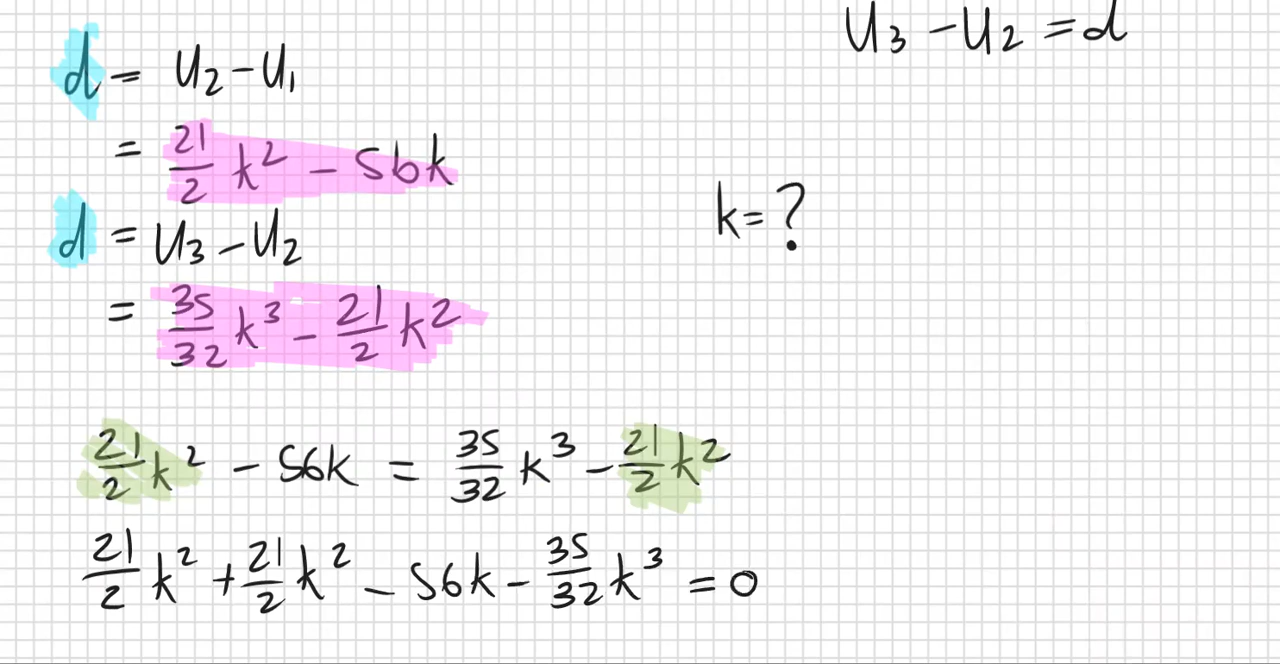 U₃ - U₂ = d
d = U₂ - U₁
= 21/2 k² - 56k
d = U₃ - U₂
k = ?
= 35/32 k³ - 21/2 k²
21/2 k² - 56k = 35/32 k³ - 21/2 k²
21/2 k² + 21/2 k² - 56k - 35/32 k³ = 0